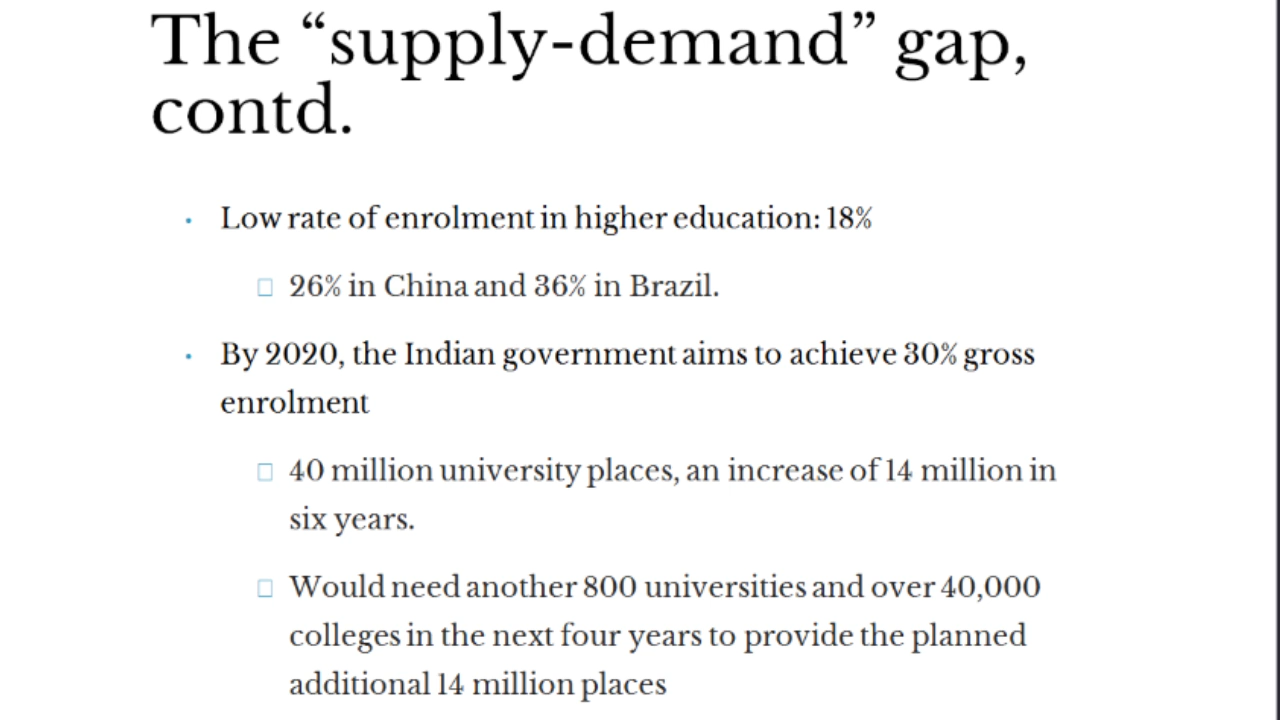 The “supply-demand” gap,
contd.
Low rate of enrolment in higher education: 18%
26% in China and 36% in Brazil.
By 2020, the Indian government aims to achieve 30% gross
enrolment
40 million university places, an increase of 14 million in
six years.
Would need another 800 universities and over 40,000
colleges in the next four years to provide the planned
additional 14 million places